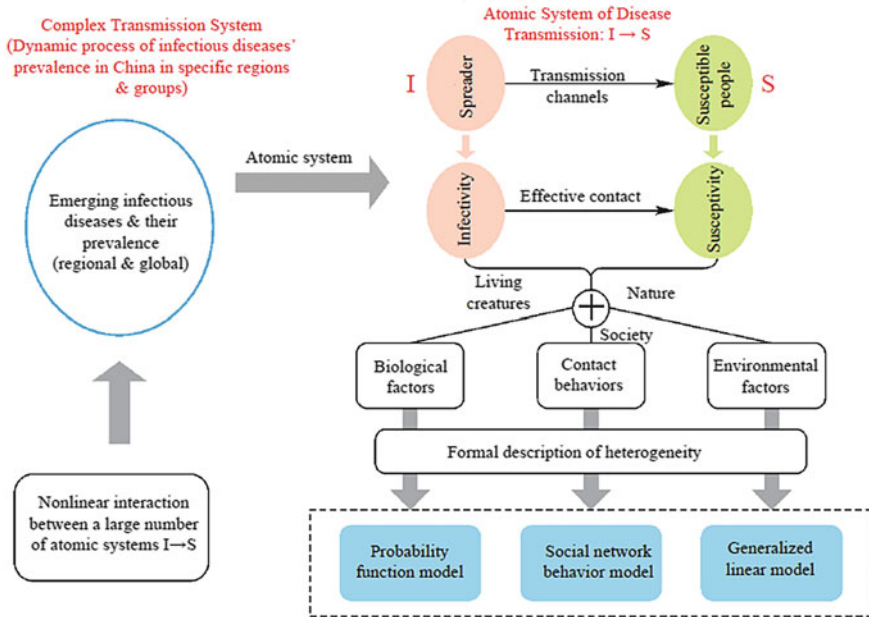 Complex Transmission System
(Dynamic process of infectious diseases'
prevalence in China in specific regions
& groups)
Emerging infectious
diseases & their
prevalence
(regional & global)
Nonlinear interaction
between a large number
of atomic systems I→S
Atomic system
Atomic System of Disease
Transmission: I → S
I
Spreader
Transmission
channels
Susceptible
people
S
Infectivity
Effective contact
Susceptivity
Living
creatures
Nature
Society
Biological
factors
Contact
behaviors
Environmental
factors
Formal description of heterogeneity
Probability
function model
Social network
behavior model
Generalized
linear model